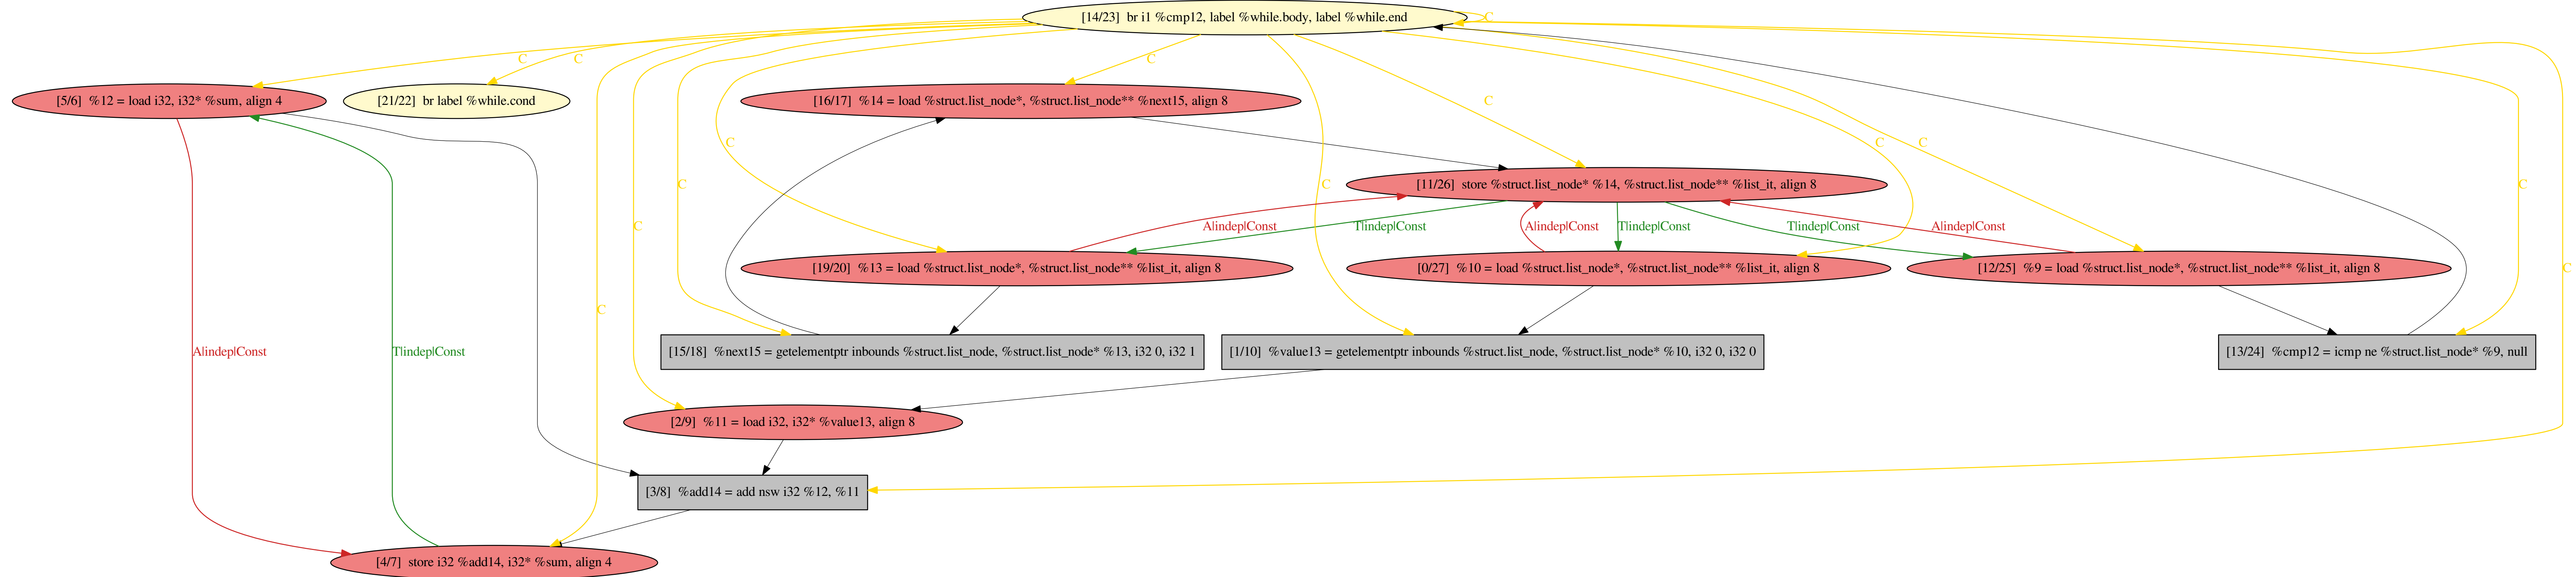 [14/23] br i1 %cmp12, label %while.body, label %while.end
C
C
C
C
[5/6] %12 = load i32, i32* %sum, align 4
[21/22] br label %while.cond
[16/17] %14 = load %struct.list_node*, %struct.list_node** %next15, align 8
C
C
C
C
C
C
C
C
[11/26] store %struct.list_node* %14, %struct.list_node** %list_it, align 8
C
C
A|indep|Const
T|indep|Const
A|indep|Const
T|indep|Const
T|indep|Const
A|indep|Const
[19/20] %13 = load %struct.list_node*, %struct.list_node** %list_it, align 8
[0/27] %10 = load %struct.list_node*, %struct.list_node** %list_it, align 8
[12/25] %9 = load %struct.list_node*, %struct.list_node** %list_it, align 8
C
C
A|indep|Const
T|indep|Const
[15/18] %next15 = getelementptr inbounds %struct.list_node, %struct.list_node* %13, i32 0, i32 1
[1/10] %value13 = getelementptr inbounds %struct.list_node, %struct.list_node* %10, i32 0, i32 0
[13/24] %cmp12 = icmp ne %struct.list_node* %9, null
[2/9] %11 = load i32, i32* %value13, align 8
[3/8] %add14 = add nsw i32 %12, %11
[4/7] store i32 %add14, i32* %sum, align 4